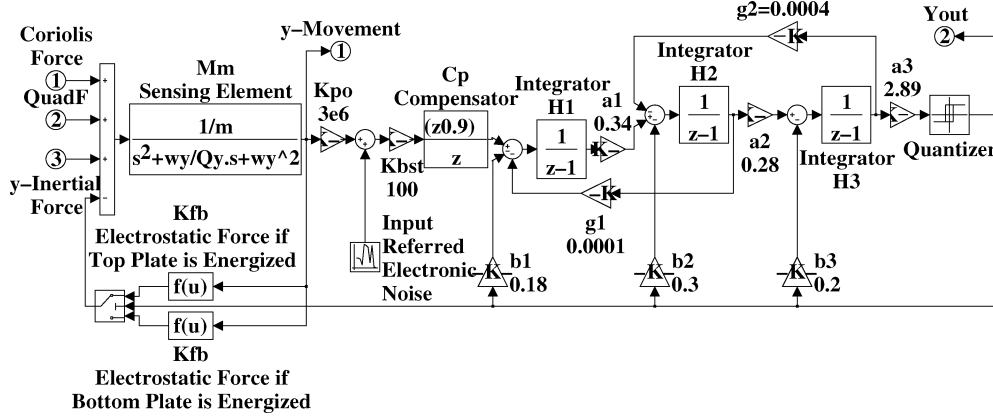 g2=0.0004
Yout
2
y-Movement
1
Coriolis
Force
1
QuadF
2
3
y-Inertial
Force
Mm
Sensing Element
1/m
s²+wy/Qy.s+wy^2
Kpo
3e6
Kbst
100
Cp
Compensator
(z0.9)
z
Integrator
H1
1
z-1
a1
0.34
K
Integrator
H2
1
z-1
-K
a2
0.28
1
z-1
Integrator
H3
a3
2.89
Quantizer
-K
g1
0.0001
Input
Referred
Electronic
Noise
K
b1
0.18
K
b2
0.3
K
b3
0.2
Kfb
Electrostatic Force if
Top Plate is Energized
f(u)
f(u)
Kfb
Electrostatic Force if
Bottom Plate is Energized